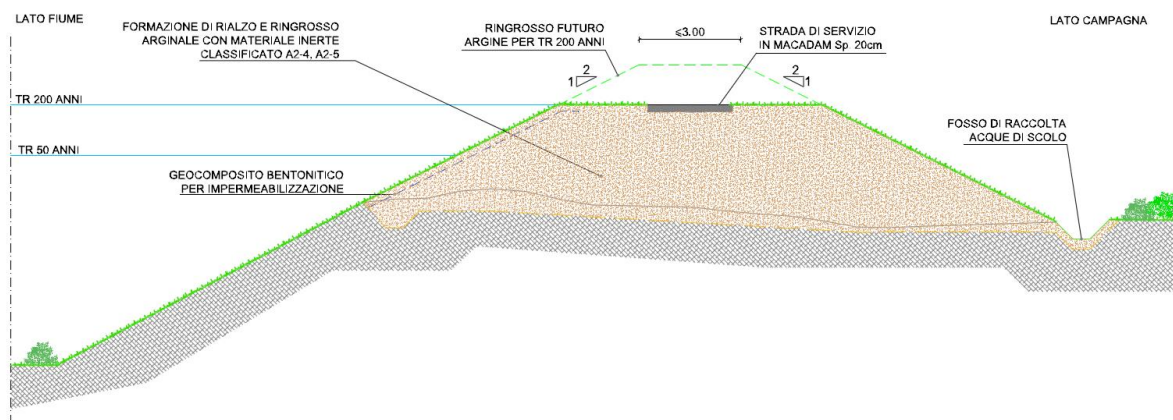 LATO FIUME
FORMAZIONE DI RIALZO E RINGROSSO
ARGINALE CON MATERIALE INERTE
CLASSIFICATO A2-4, A2-5
RINGROSSO FUTURO
ARGINE PER TR 200 ANNI
⩽3.00
STRADA DI SERVIZIO
IN MACADAM Sp. 20cm
LATO CAMPAGNA
2
1
2
1
TR 200 ANNI
FOSSO DI RACCOLTA
ACQUE DI SCOLO
TR 50 ANNI
GEOCOMPOSITO BENTONITICO
PER IMPERMEABILIZZAZIONE